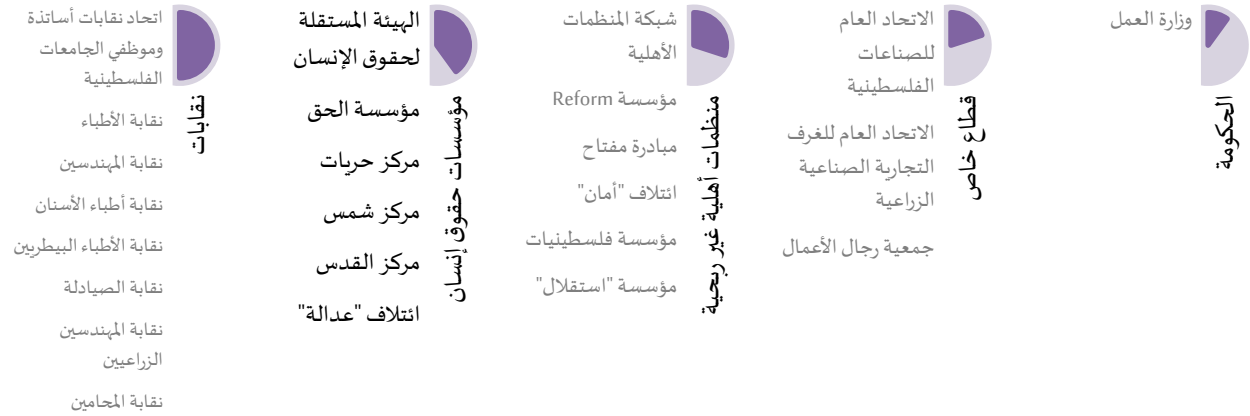 الحكومة
وزارة العمل
قطاع خاص
الاتحاد العام
للصناعات
الفلسطينية
الاتحاد العام للغرف
التجارية الصناعية
الزراعية
جمعية رجال الأعمال
منظمات أهلية غير ربحية
شبكة المنظمات
الأهلية
مؤسسة Reform
مبادرة مفتاح
ائتلاف "أمان"
مؤسسة فلسطينيات
مؤسسة "استقلال"
مؤسسات حقوق إنسان
الهيئة المستقلة
لحقوق الإنسان
مؤسسة الحق
مركز حريات
مركز شمس
مركز القدس
ائتلاف "عدالة"
نقابات
اتحاد نقابات أساتذة
وموظفي الجامعات
الفلسطينية
نقابة الأطباء
نقابة المهندسين
نقابة أطباء الأسنان
نقابة الأطباء البيطريين
نقابة الصيادلة
نقابة المهندسين
الزراعيين
نقابة المحامين